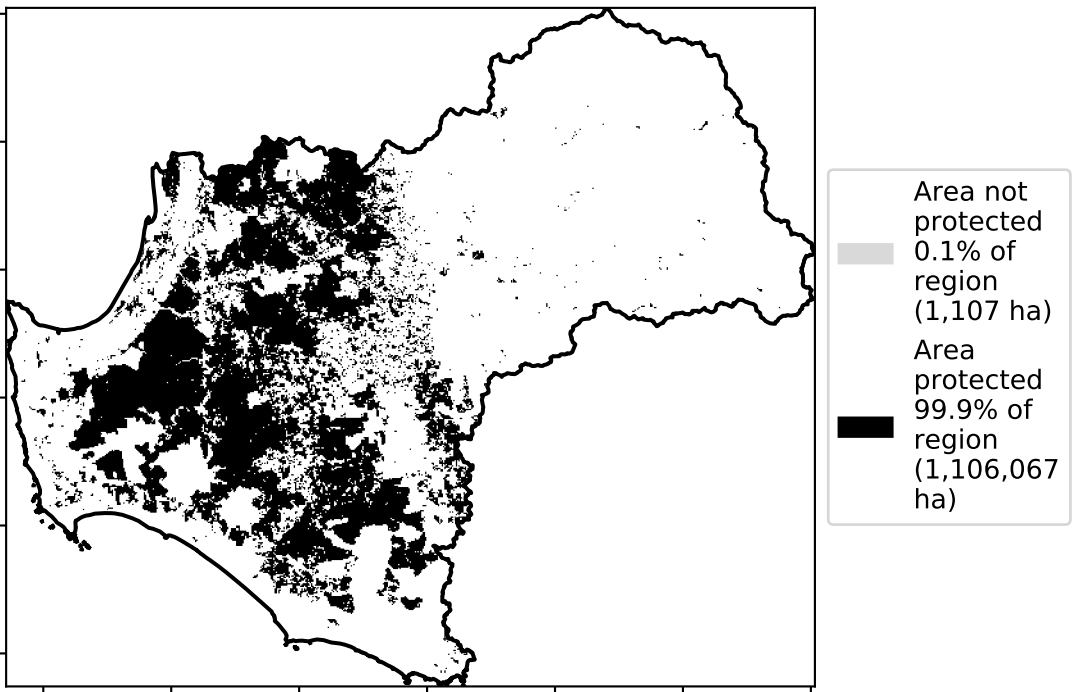 Area not
protected
0.1% of
region
(1,107 ha)
Area
protected
99.9% of
region
(1,106,067
ha)